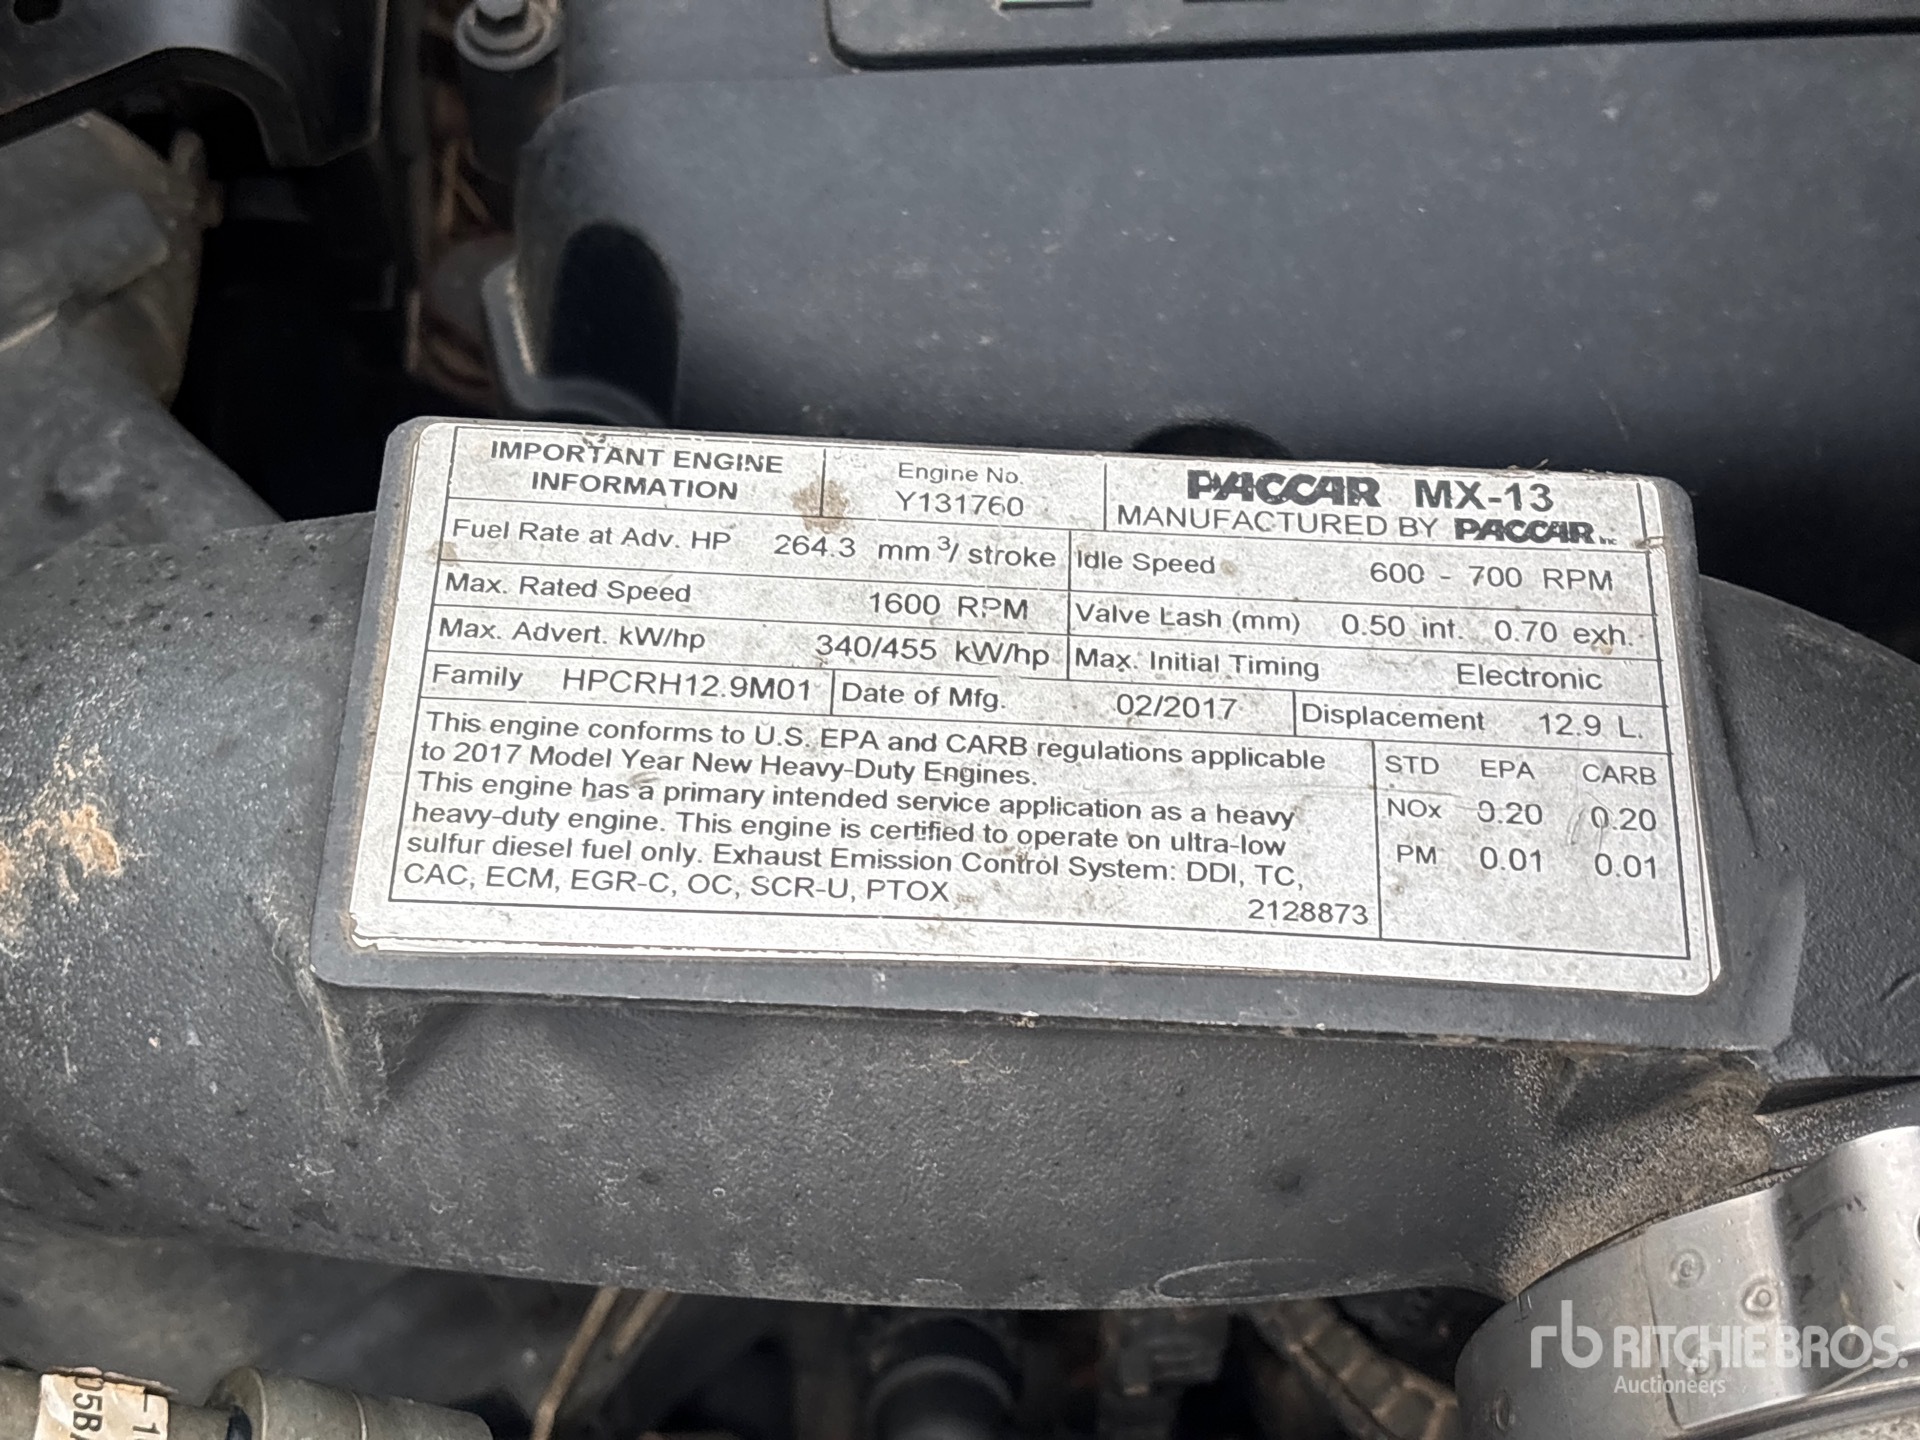 IMPORTANT ENGINE
INFORMATION
Engine No.
Y131760
PACCAR MX-13
MANUFACTURED BY PACCAR Inc
Fuel Rate at Adv. HP 264.3 mm³/ stroke
Idle Speed 600 - 700 RPM
Max. Rated Speed 1600 RPM
Valve Lash (mm) 0.50 int. 0.70 exh.
Max. Advert. kW/hp 340/455 kW/hp
Max. Initial Timing Electronic
Family HPCRH12.9M01
Date of Mfg. 02/2017
Displacement 12.9 L.
This engine conforms to U.S. EPA and CARB regulations applicable
to 2017 Model Year New Heavy-Duty Engines.
This engine has a primary intended service application as a heavy
heavy-duty engine. This engine is certified to operate on ultra-low
sulfur diesel fuel only. Exhaust Emission Control System: DDI, TC,
CAC, ECM, EGR-C, OC, SCR-U, PTOX
2128873
STD EPA CARB
NOx 0.20 0.20
PM 0.01 0.01
rb RITCHIE BROS.
Auctioneers